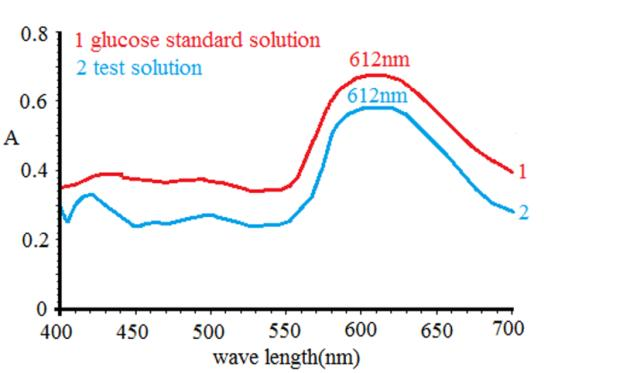 0.8
1 glucose standard solution
2 test solution
612nm
612nm
0.6
A
0.4
1
0.2
2
0
400 450 500 550 600 650 700
wave length(nm)